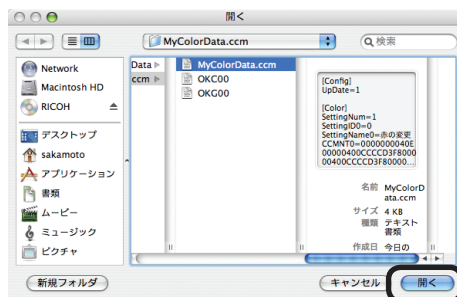 開く
MyColorData.ccm
検索
Network
Macintosh HD
RICOH
デスクトップ
sakamoto
アプリケーション
書類
ムービー
ミュージック
ピクチャ
Data
ccm
MyColorData.ccm
OKC00
OKG00
[Config]
UpDate=1
[Color]
SettingNum=1
SettingID0=0
SettingName0=赤の変更
CCMNT0=0000000040E
00000400CCCCD3F8000
00400CCCCD3F80000...
名前 MyColorD
ata.ccm
サイズ 4 KB
種類 テキスト
書類
作成日 今日の
新規フォルダ
キャンセル
開く